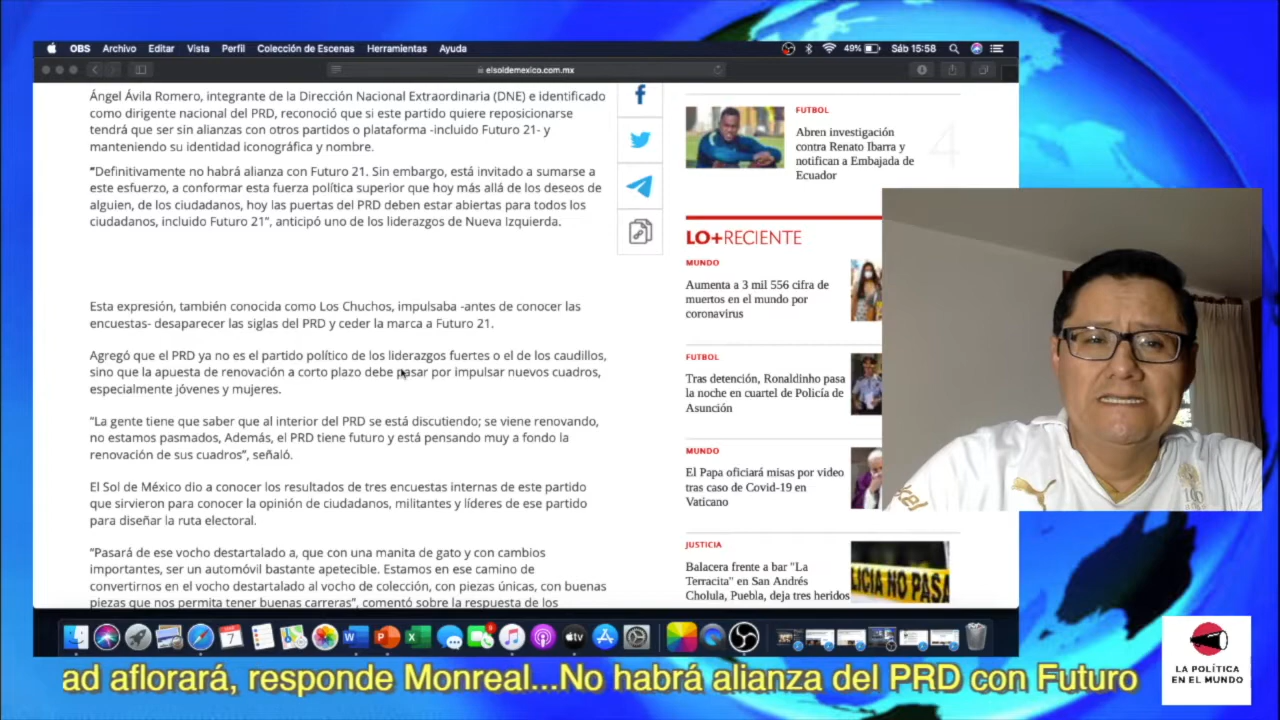 OBS Archivo Editar Vista Perfil Colección de Escenas Herramientas Ayuda
49% Sáb 15:58
elsoldemexico.com.mx
Ángel Ávila Romero, integrante de la Dirección Nacional Extraordinaria (DNE) e identificado
como dirigente nacional del PRD, reconoció que si este partido quiere reposicionarse
tendrá que ser sin alianzas con otros partidos o plataforma -incluido Futuro 21- y
manteniendo su identidad iconográfica y nombre.
"Definitivamente no habrá alianza con Futuro 21. Sin embargo, está invitado a sumarse a
este esfuerzo, a conformar esta fuerza política superior que hoy más allá de los deseos de
alguien, de los ciudadanos, hoy las puertas del PRD deben estar abiertas para todos los
ciudadanos, incluido Futuro 21", anticipó uno de los liderazgos de Nueva Izquierda.
Esta expresión, también conocida como Los Chuchos, impulsaba -antes de conocer las
encuestas- desaparecer las siglas del PRD y ceder la marca a Futuro 21.
Agregó que el PRD ya no es el partido político de los liderazgos fuertes o el de los caudillos,
sino que la apuesta de renovación a corto plazo debe pasar por impulsar nuevos cuadros,
especialmente jóvenes y mujeres.
"La gente tiene que saber que al interior del PRD se está discutiendo; se viene renovando,
no estamos pasmados, Además, el PRD tiene futuro y está pensando muy a fondo la
renovación de sus cuadros", señaló.
El Sol de México dio a conocer los resultados de tres encuestas internas de este partido
que sirvieron para conocer la opinión de ciudadanos, militantes y líderes de ese partido
para diseñar la ruta electoral.
"Pasará de ese vocho destartalado a, que con una manita de gato y con cambios
importantes, ser un automóvil bastante apetecible. Estamos en ese camino de
convertirnos en el vocho destartalado al vocho de colección, con piezas únicas, con buenas
piezas que nos permita tener buenas carreras", comentó sobre la respuesta de los
FUTBOL
Abren investigación
contra Renato Ibarra y
notifican a Embajada de
Ecuador
4
LO+RECIENTE
MUNDO
Aumenta a 3 mil 556 cifra de
muertos en el mundo por
coronavirus
FUTBOL
Tras detención, Ronaldinho pasa
la noche en cuartel de Policía de
Asunción
MUNDO
El Papa oficiará misas por video
tras caso de Covid-19 en
Vaticano
JUSTICIA
Balacera frente a bar "La
Terracita" en San Andrés
Cholula, Puebla, deja tres heridos
LICIA NO PASA
7
ad aflorará, responde Monreal...No habrá alianza del PRD con Futuro
LA POLÍTICA
EN EL MUNDO